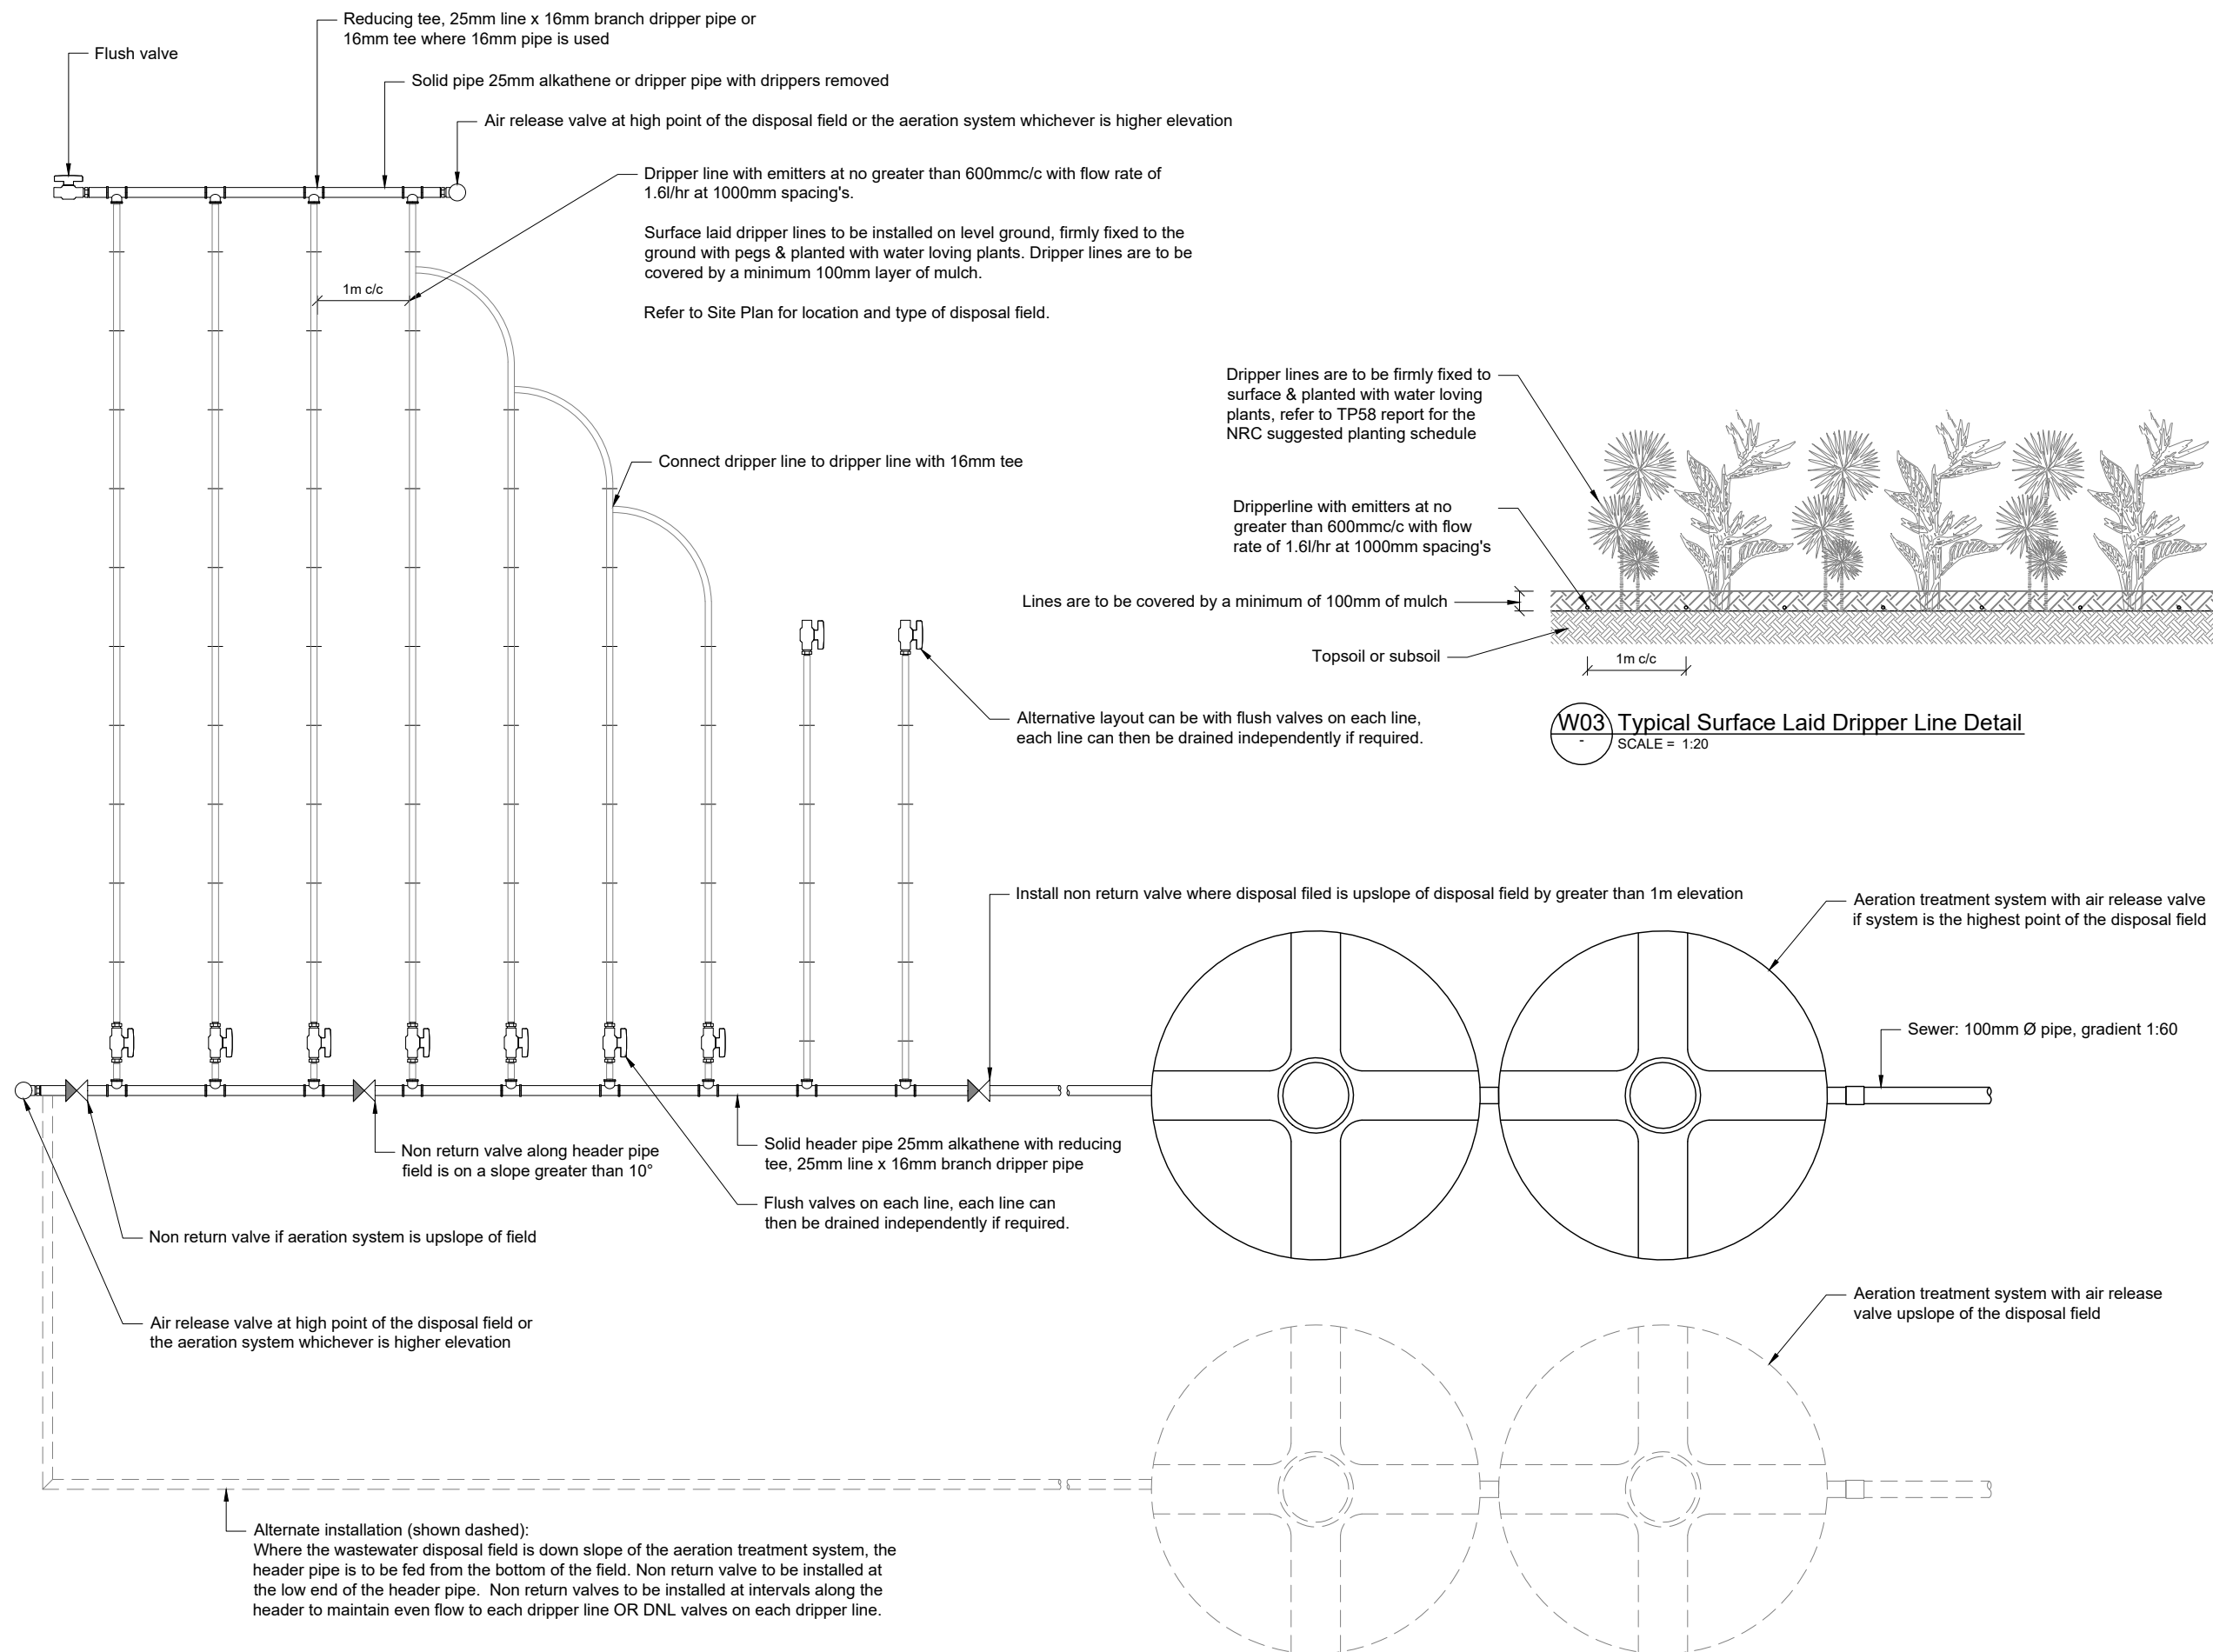 Reducing tee, 25mm line x 16mm branch dripper pipe or
16mm tee where 16mm pipe is used
Flush valve
Solid pipe 25mm alkathene or dripper pipe with drippers removed
Air release valve at high point of the disposal field or the aeration system whichever is higher elevation
Dripper line with emitters at no greater than 600mmc/c with flow rate of
1.6l/hr at 1000mm spacing's.
Surface laid dripper lines to be installed on level ground, firmly fixed to the
ground with pegs & planted with water loving plants. Dripper lines are to be
covered by a minimum 100mm layer of mulch.
Refer to Site Plan for location and type of disposal field.
1m c/c
Dripper lines are to be firmly fixed to
surface & planted with water loving
plants, refer to TP58 report for the
NRC suggested planting schedule
Connect dripper line to dripper line with 16mm tee
Dripperline with emitters at no
greater than 600mmc/c with flow
rate of 1.6l/hr at 1000mm spacing's
Lines are to be covered by a minimum of 100mm of mulch
Topsoil or subsoil
1m c/c
Alternative layout can be with flush valves on each line,
each line can then be drained independently if required.
W03 Typical Surface Laid Dripper Line Detail
- SCALE = 1:20
Install non return valve where disposal filed is upslope of disposal field by greater than 1m elevation
Aeration treatment system with air release valve
if system is the highest point of the disposal field
Sewer: 100mm Ø pipe, gradient 1:60
Non return valve along header pipe
field is on a slope greater than 10°
Solid header pipe 25mm alkathene with reducing
tee, 25mm line x 16mm branch dripper pipe
Flush valves on each line, each line can
then be drained independently if required.
Non return valve if aeration system is upslope of field
Air release valve at high point of the disposal field or
the aeration system whichever is higher elevation
Aeration treatment system with air release
valve upslope of the disposal field
Alternate installation (shown dashed):
Where the wastewater disposal field is down slope of the aeration treatment system, the
header pipe is to be fed from the bottom of the field. Non return valve to be installed at
the low end of the header pipe.  Non return valves to be installed at intervals along the
header to maintain even flow to each dripper line OR DNL valves on each dripper line.